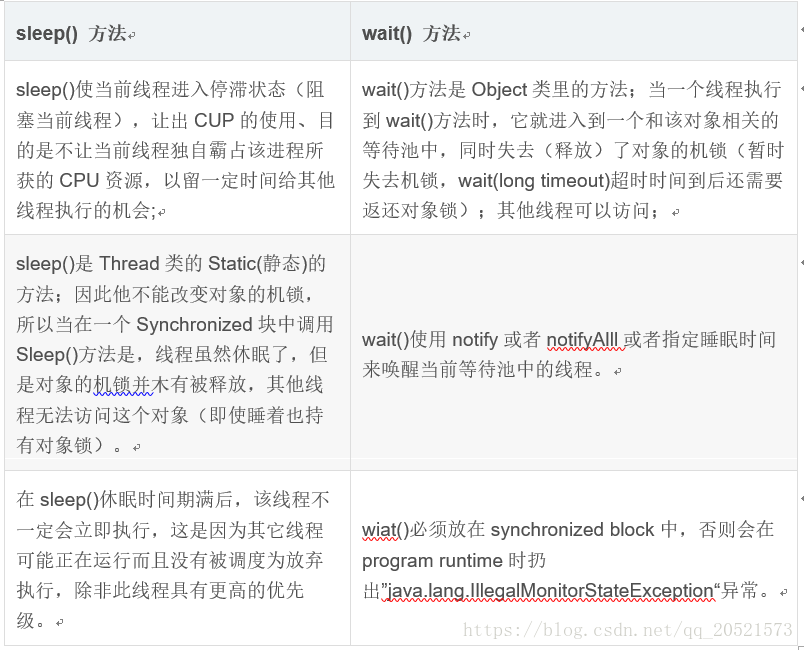 sleep() 方法
wait() 方法
sleep()使当前线程进入停滞状态（阻
塞当前线程），让出 CUP 的使用、目
的是不让当前线程独自霸占该进程所
获的 CPU 资源，以留一定时间给其他
线程执行的机会;
wait()方法是 Object 类里的方法；当一个线程执行
到 wait()方法时，它就进入到一个和该对象相关的
等待池中，同时失去（释放）了对象的机锁（暂时
失去机锁，wait(long timeout)超时时间到后还需要
返还对象锁）；其他线程可以访问；
sleep()是 Thread 类的 Static(静态)的
方法；因此他不能改变对象的机锁，
所以当在一个 Synchronized 块中调用
Sleep()方法是，线程虽然休眠了，但
是对象的机锁并木有被释放，其他线
程无法访问这个对象（即使睡着也持
有对象锁）。
wait()使用 notify 或者 notifyAlll 或者指定睡眠时间
来唤醒当前等待池中的线程。
在 sleep()休眠时间期满后，该线程不
一定会立即执行，这是因为其它线程
可能正在运行而且没有被调度为放弃
执行，除非此线程具有更高的优先
级。
wiat()必须放在 synchronized block 中，否则会在
program runtime 时扔
出”java.lang.IllegalMonitorStateException“异常。
https://blog.csdn.net/qq_20521573